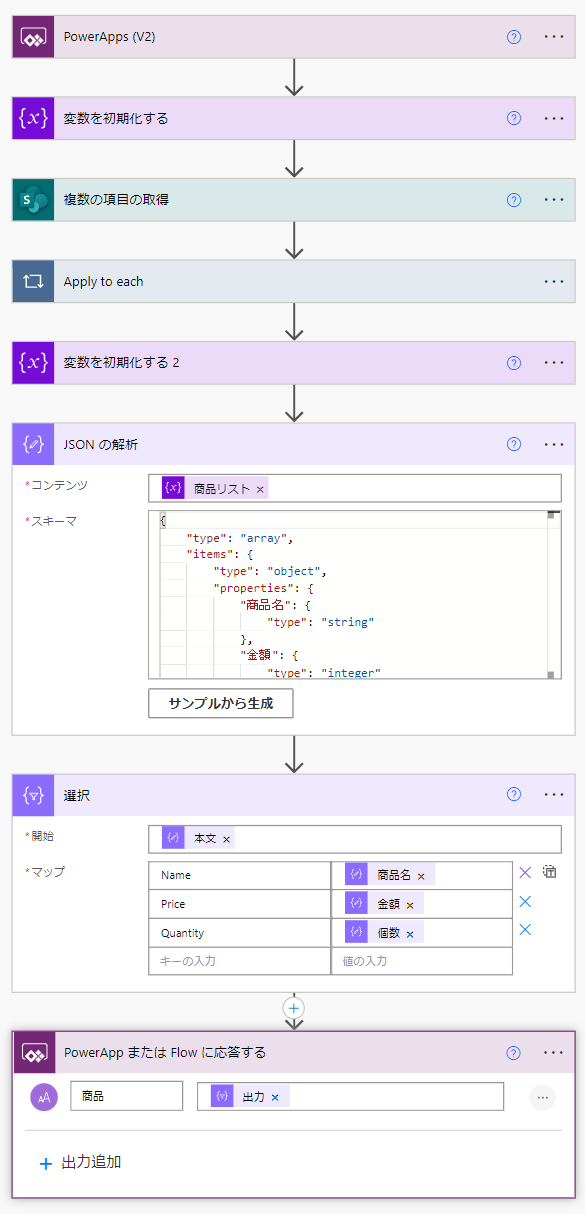 PowerApps (V2)
{x} 変数を初期化する
S 複数の項目の取得
Apply to each
{x} 変数を初期化する 2
JSON の解析
*コンテンツ {x} 商品リスト ×
*スキーマ
{
"type": "array",
"items": {
"type": "object",
"properties": {
"商品名": {
"type": "string"
},
"金額": {
"type": "integer"
サンプルから生成
選択
*開始 本文 ×
*マップ Name 商品名 ×
Price 金額 ×
Quantity 個数 ×
キーの入力 値の入力
PowerApp または Flow に応答する
AA 商品 出力 ×
+ 出力追加